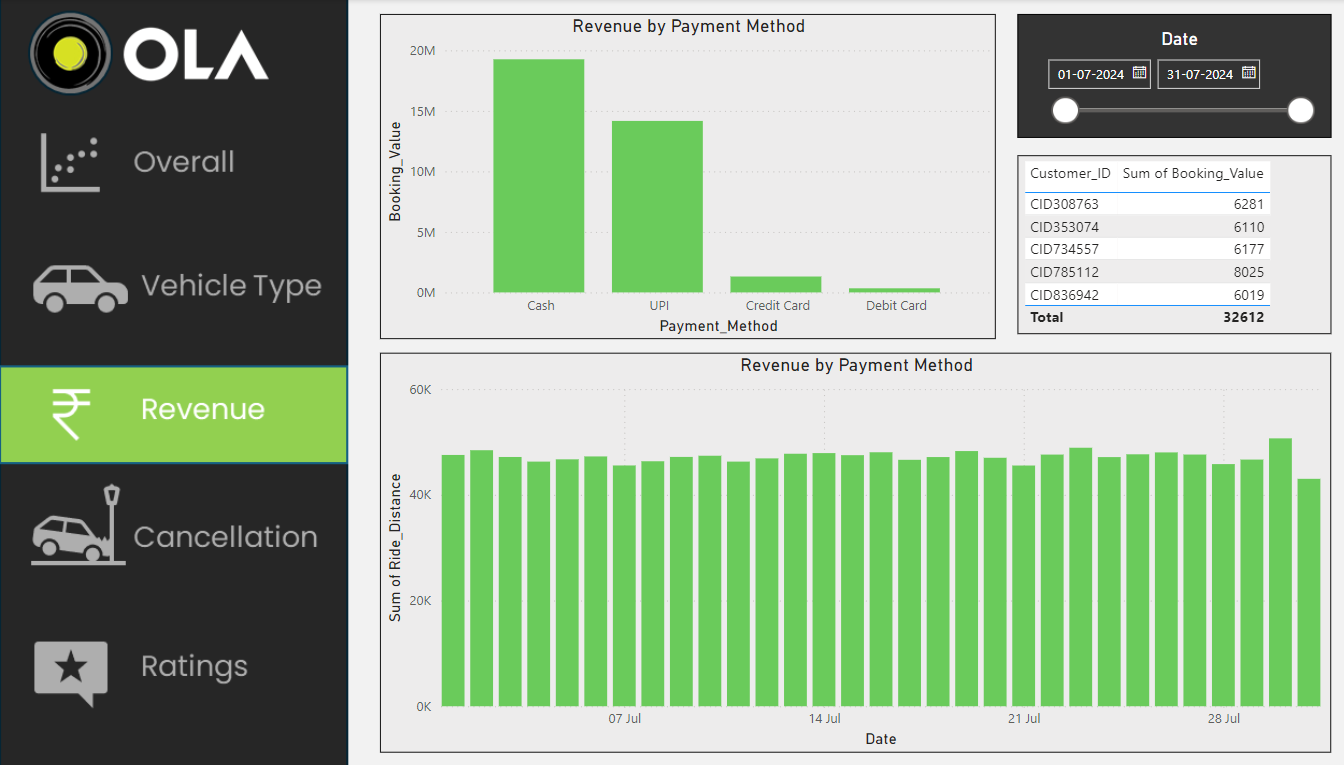 OLA
Overall
Vehicle Type
Revenue
Cancellation
Ratings
Revenue by Payment Method
20M
15M
10M
5M
0M
Booking_Value
Cash UPI Credit Card Debit Card
Payment_Method
Date
01-07-2024 31-07-2024
Customer_ID Sum of Booking_Value
CID308763 6281
CID353074 6110
CID734557 6177
CID785112 8025
CID836942 6019
Total 32612
Revenue by Payment Method
60K
40K
20K
0K
Sum of Ride_Distance
07 Jul 14 Jul 21 Jul 28 Jul
Date